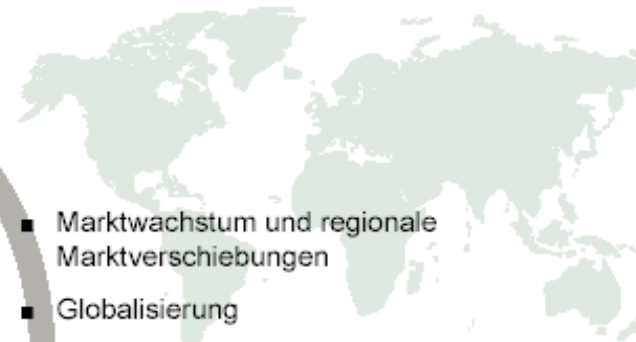 ▪ Marktwachstum und regionale
Marktverschiebungen
▪ Globalisierung